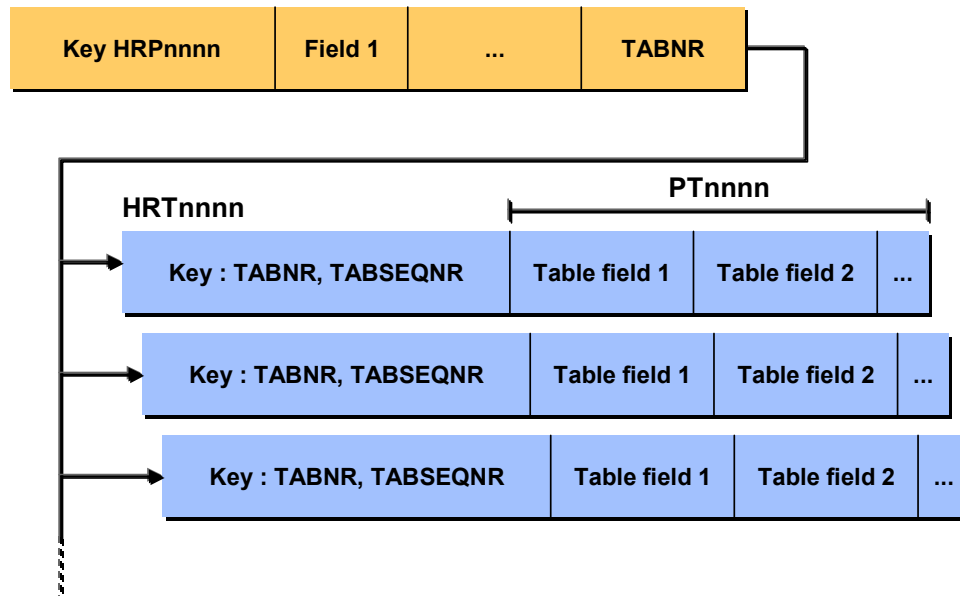 Key HRPnnnn Field 1 ... TABNR
PTnnnn
HRTnnnn
Key : TABNR, TABSEQNR Table field 1 Table field 2 ...
Key : TABNR, TABSEQNR Table field 1 Table field 2 ...
Key : TABNR, TABSEQNR Table field 1 Table field 2 ...